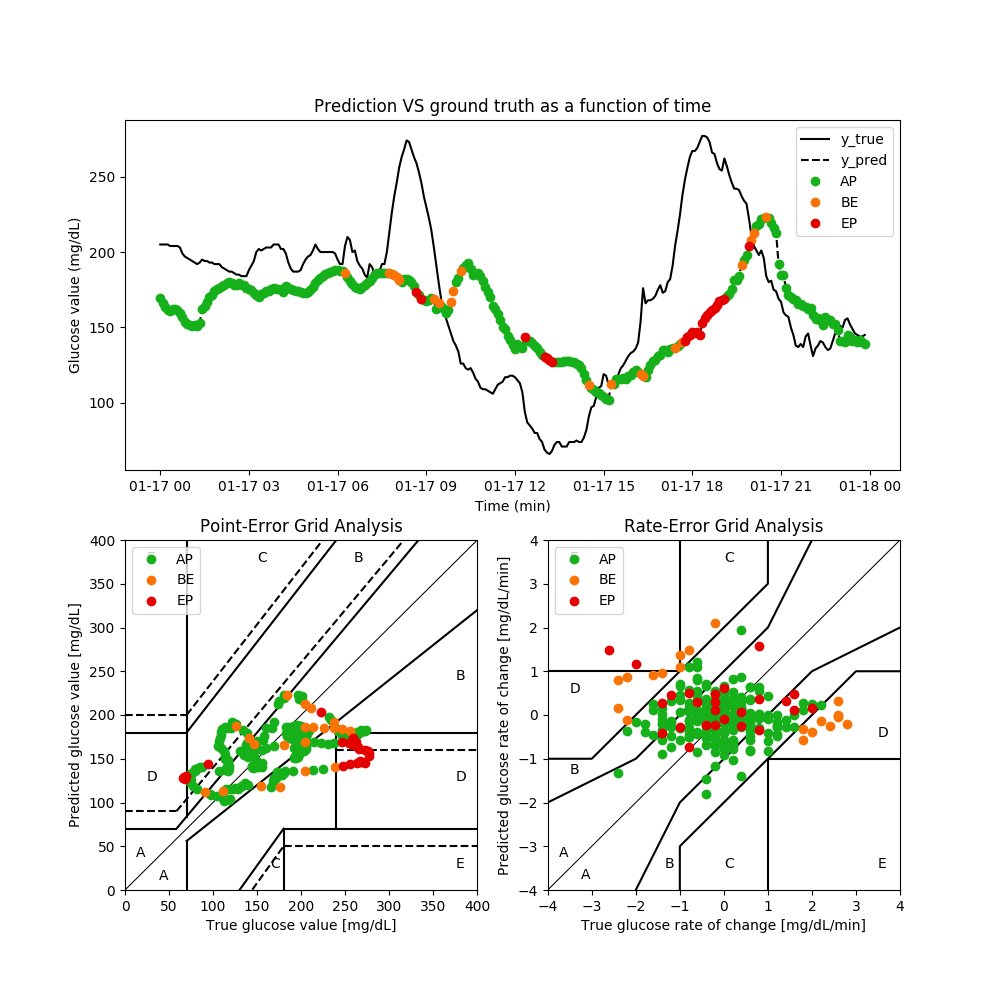 Prediction VS ground truth as a function of time
Glucose value (mg/dL)
250
200
150
100
y_true
y_pred
AP
BE
EP
01-17 00 01-17 03 01-17 06 01-17 09 01-17 12 01-17 15 01-17 18 01-17 21 01-18 00
Time (min)
Point-Error Grid Analysis
Predicted glucose value [mg/dl]
400
350
300
250
200
150
100
50
0
AP
BE
EP
C
B
B
D
D
A
A
C
E
0 50 100 150 200 250 300 350 400
True glucose value [mg/dL]
Rate-Error Grid Analysis
Predicted glucose rate of change [mg/dL/min]
4
3
2
1
0
−1
−2
−3
−4
AP
BE
EP
C
D
D
B
A
A
B
C
E
−4 −3 −2 −1 0 1 2 3 4
True glucose rate of change [mg/dL/min]